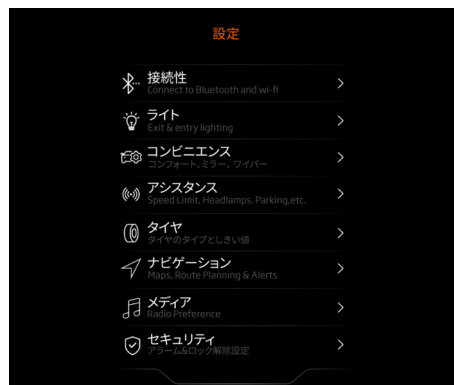 設定
接続性
Connect to Bluetooth and wi-fi
ライト
Exit & entry lighting
コンビニエンス
コンフォート、ミラー、ワイパー
アシスタンス
Speed Limit, Headlamps. Parking,etc.
タイヤ
タイヤのタイプとしきい値
ナビゲーション
Maps, Route Planning & Alerts
メディア
Radio Preference
セキュリティ
アラーム&ロック解除設定